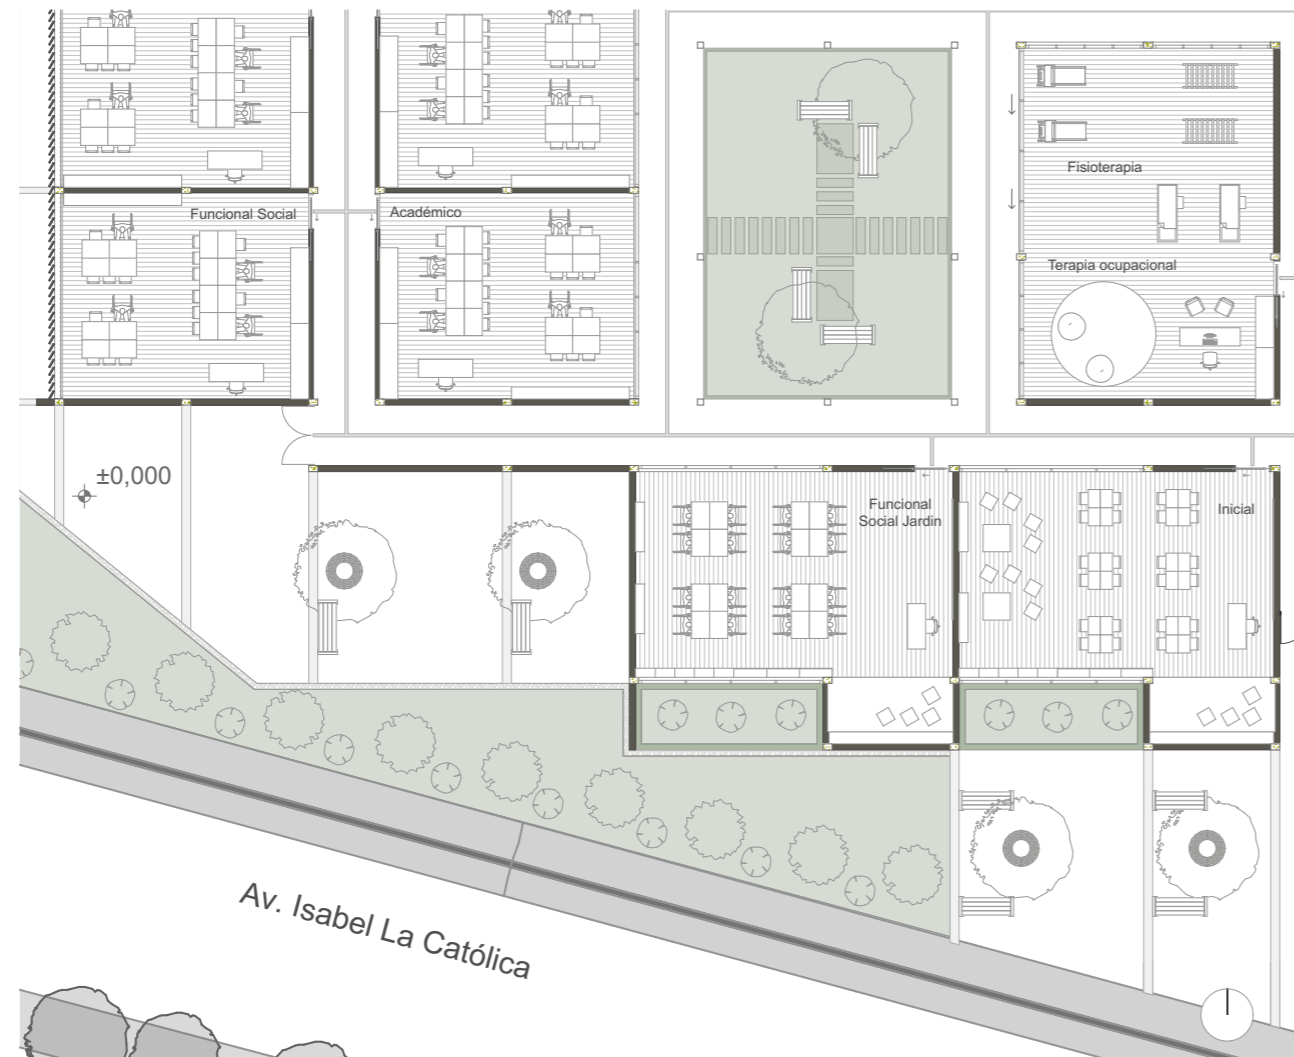 Fisioterapia
Funcional Social
Académico
Terapia ocupacional
±0,000
Funcional
Social Jardin
Inicial
Av. Isabel La Católica